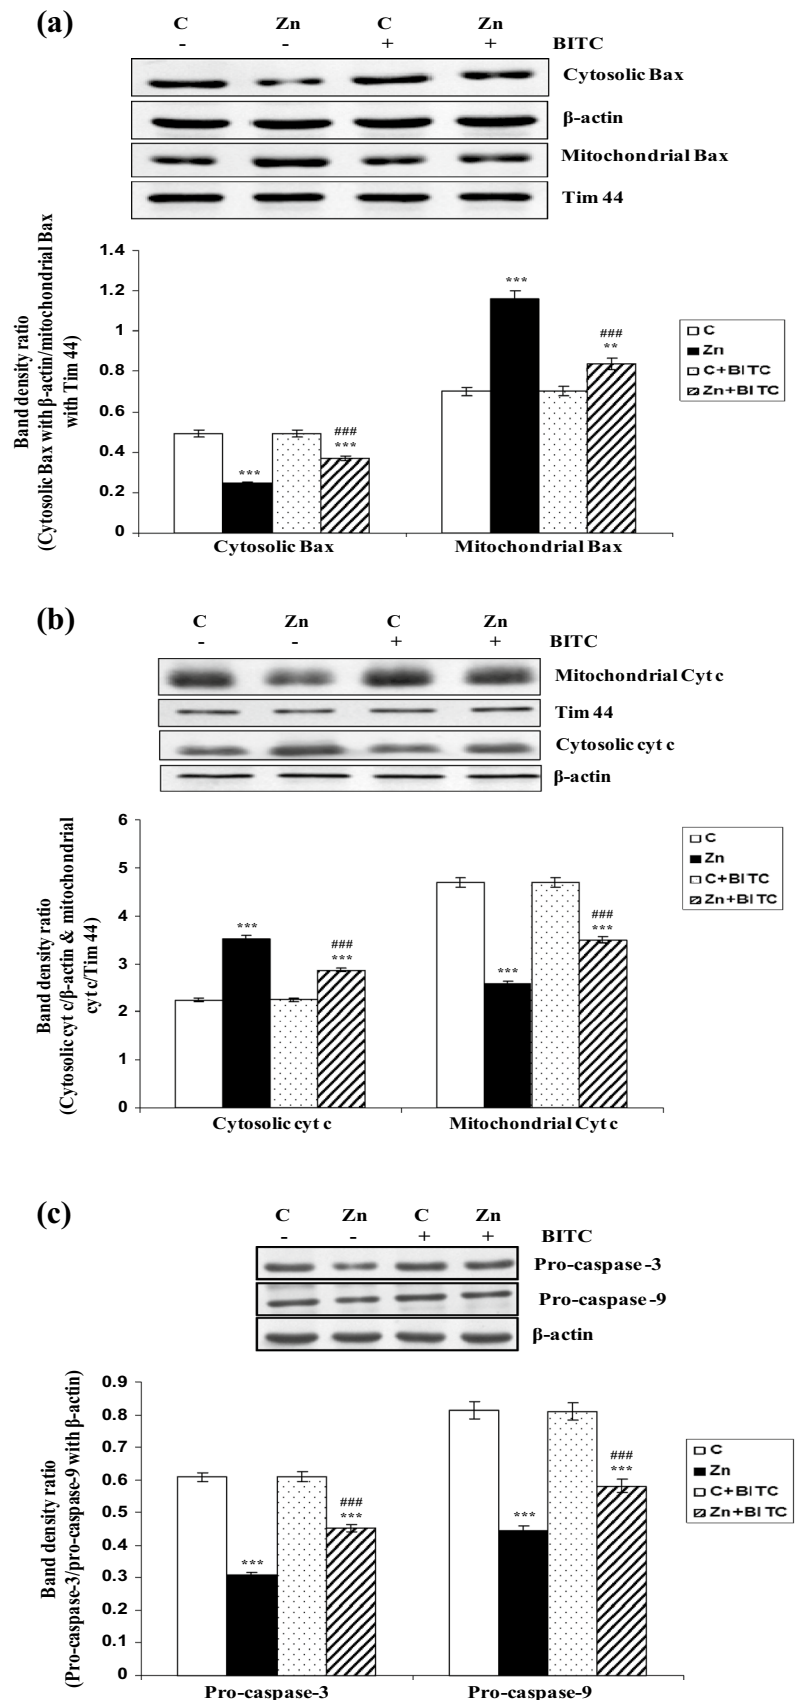 (a)
C Zn C Zn
- - + + BITC
Cytosolic Bax
β-actin
Mitochondrial Bax
Tim 44
Band density ratio
(Cytosolic Bax with β-actin/mitochondrial Bax
with Tim 44)
1.4
1.2
1
0.8
0.6
0.4
0.2
0
***
###
***
***
###
**
Cytosolic Bax Mitochondrial Bax
C
Zn
C+BITC
Zn+BITC
(b)
C Zn C Zn
- - + + BITC
Mitochondrial Cyt c
Tim 44
Cytosolic cyt c
β-actin
Band density ratio
(Cytosolic cyt c/β-actin & mitochondrial
cyt c/Tim 44)
6
5
4
3
2
1
0
***
###
***
***
###
***
Cytosolic cyt c Mitochondrial Cyt c
C
Zn
C+BITC
Zn+BITC
(c)
C Zn C Zn
- - + + BITC
Pro-caspase-3
Pro-caspase-9
β-actin
Band density ratio
(Pro-caspase-3/pro-caspase-9 with β-actin)
0.9
0.8
0.7
0.6
0.5
0.4
0.3
0.2
0.1
0
***
###
***
***
###
***
Pro-caspase-3 Pro-caspase-9
C
Zn
C+BITC
Zn+BITC